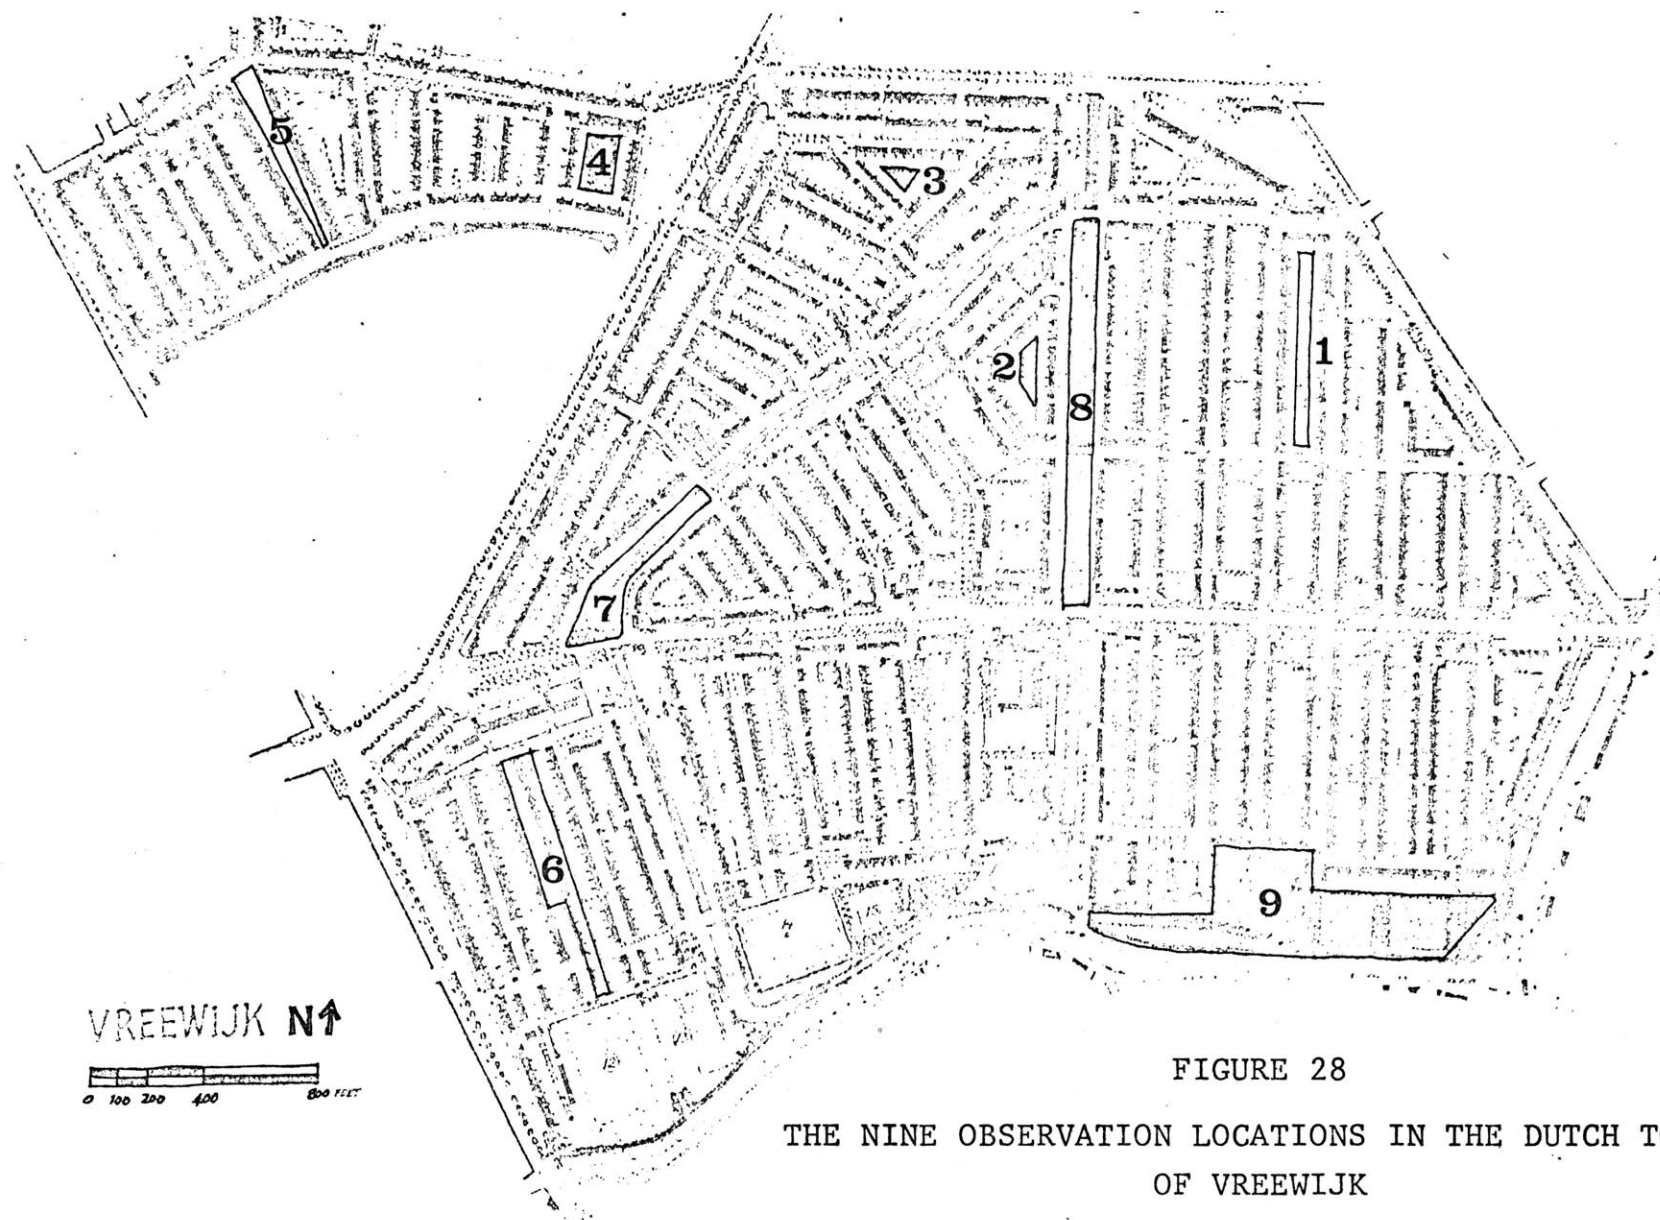 5
4
3
2
1
8
7
6
9
VREEWIJK N
0 100 200 400 800 FEET
FIGURE 28
THE NINE OBSERVATION LOCATIONS IN THE DUTCH T
OF VREEWIJK